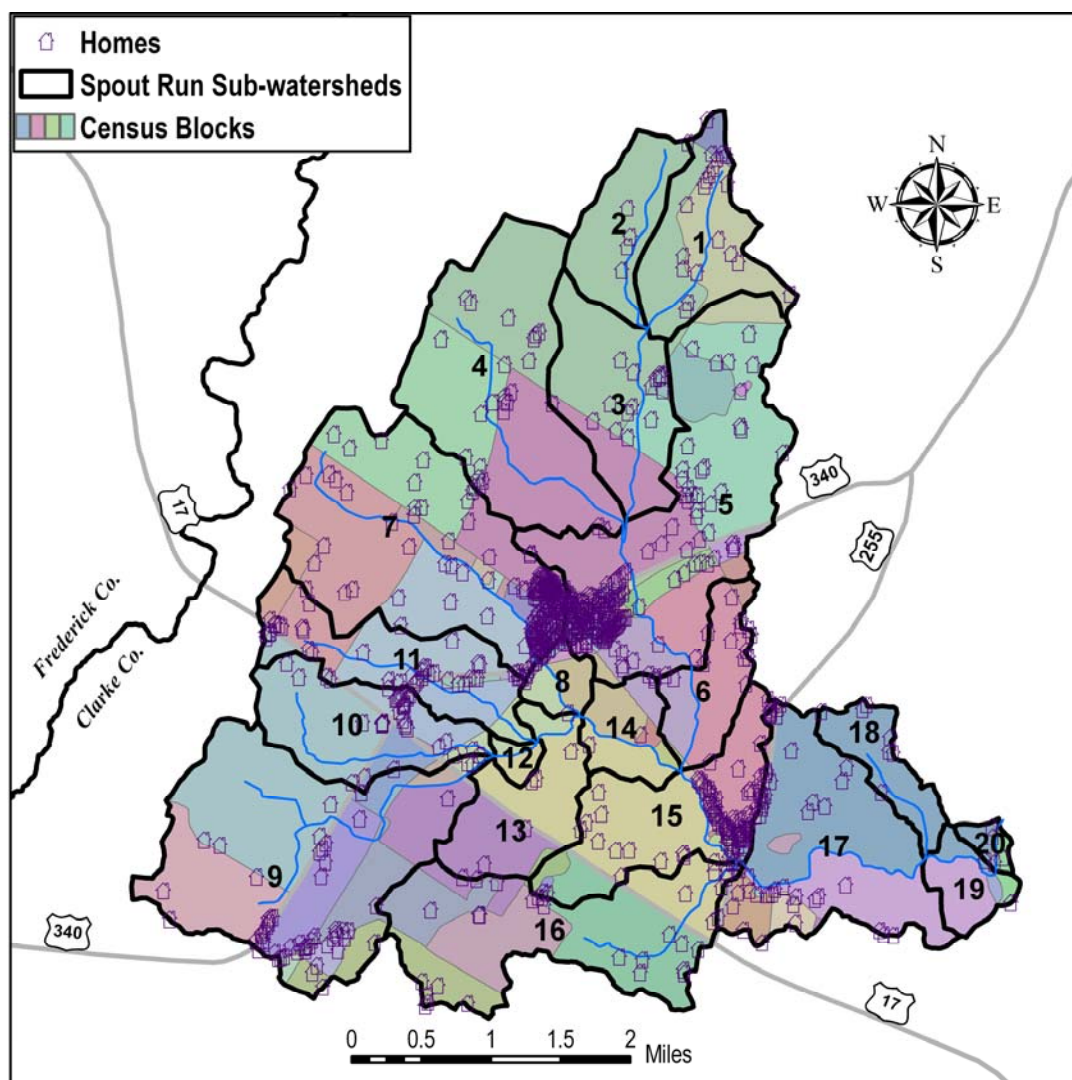 Homes
Spout Run Sub-watersheds
Census Blocks
N
W E
S
2
1
4
3
5
340
17
7
255
Frederick Co.
Clarke Co.
11
8
6
10
14
18
12
15
13
17
20
9
19
340
16
17
0 0.5 1 1.5 2
Miles